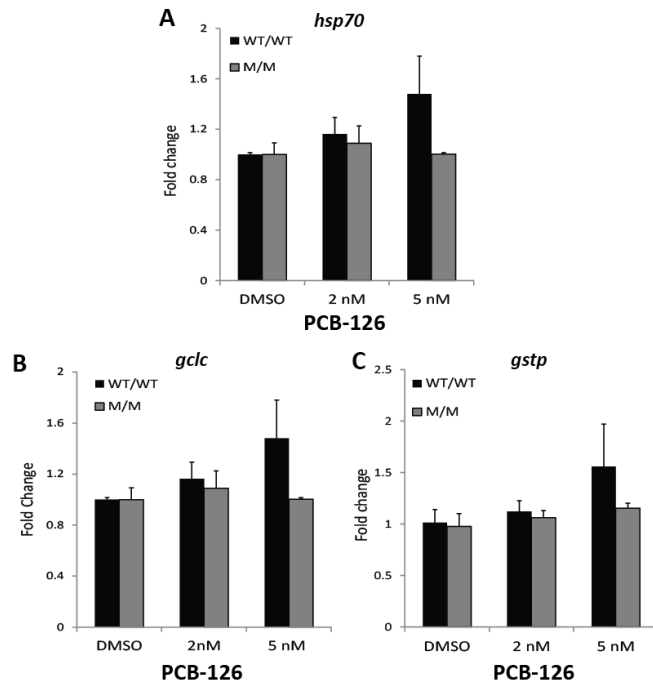 A
hsp70
WT/WT
M/M
Fold change
2
1.6
1.2
0.8
0.4
0
DMSO 2 nM 5 nM
PCB-126
B
gclc
WT/WT
M/M
Fold Change
2
1.6
1.2
0.8
0.4
0
DMSO 2nM 5 nM
PCB-126
C
gstp
WT/WT
M/M
Fold change
2.5
2
1.5
1
0.5
0
DMSO 2 nM 5 nM
PCB-126